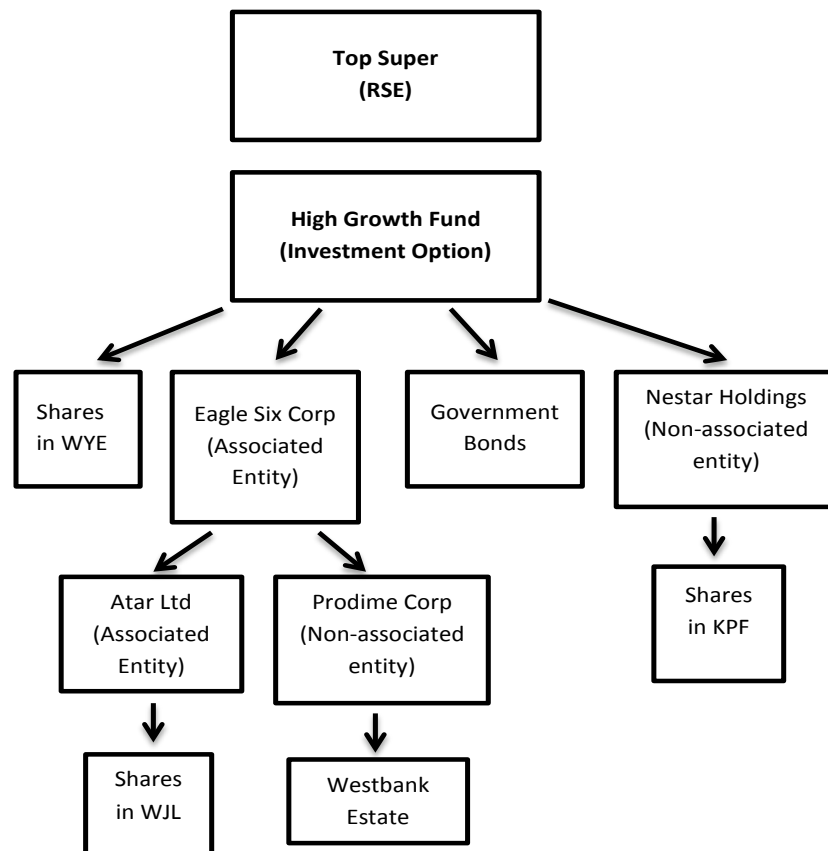 Top Super
(RSE)
High Growth Fund
(Investment Option)
Shares
in WYE
Eagle Six Corp
(Associated
Entity)
Government
Bonds
Nestar Holdings
(Non-associated
entity)
Atar Ltd
(Associated
Entity)
Prodime Corp
(Non-associated
entity)
Shares
in KPF
Shares
in WJL
Westbank
Estate